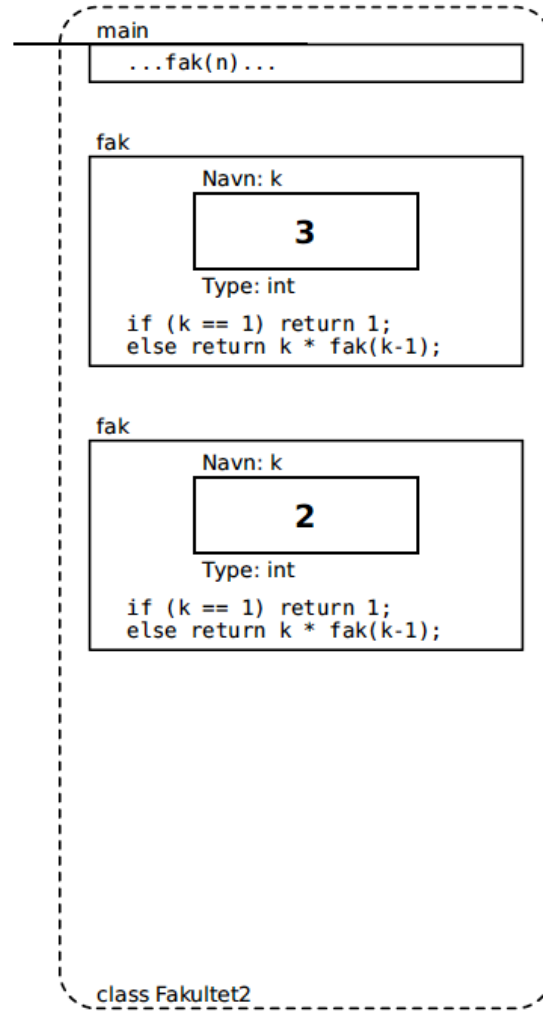 main
...fak(n)...
fak
Navn: k
3
Type: int
if (k == 1) return 1;
else return k * fak(k-1);
fak
Navn: k
2
Type: int
if (k == 1) return 1;
else return k * fak(k-1);
class Fakultet2